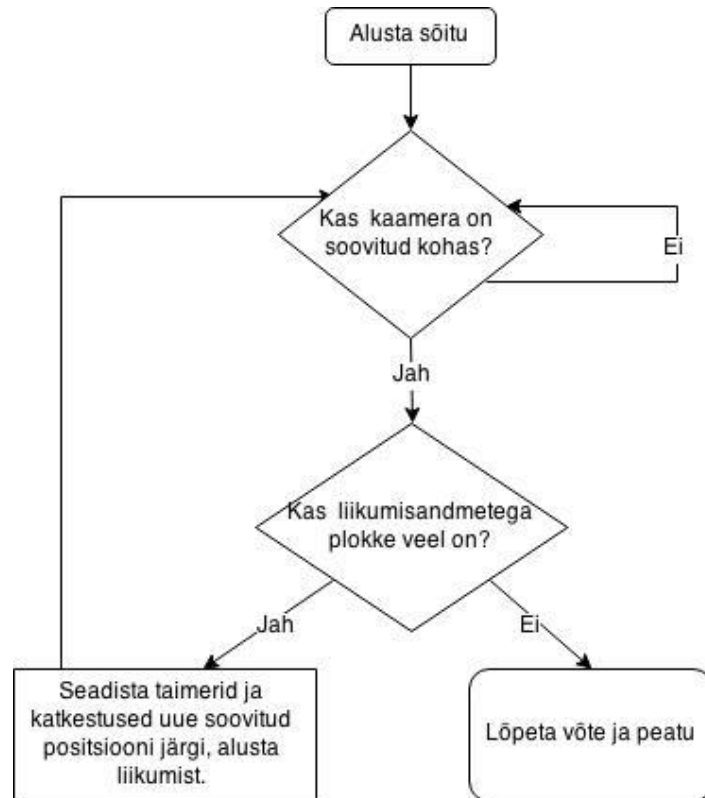 Alusta sõitu
Kas kaamera on
soovitud kohas?
Ei
Jah
Kas liikumisandmetega
plokke veel on?
Jah
Ei
Seadista taimerid ja
katkestused uue soovitud
positsiooni järgi, alusta
liikumist.
Lõpeta võte ja peatu